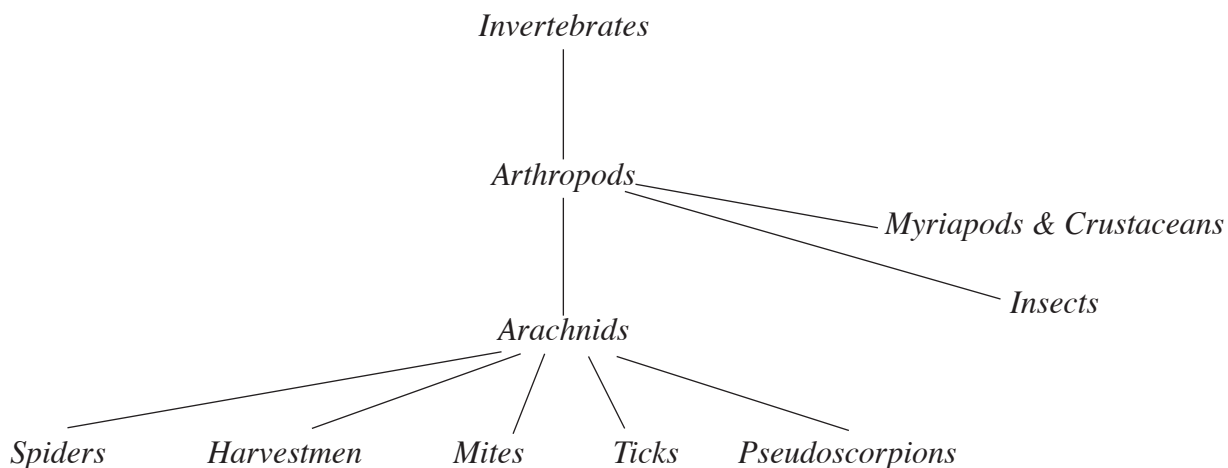 Invertebrates
Arthropods
Myriapods & Crustaceans
Insects
Arachnids
Spiders Harvestmen Mites Ticks Pseudoscorpions